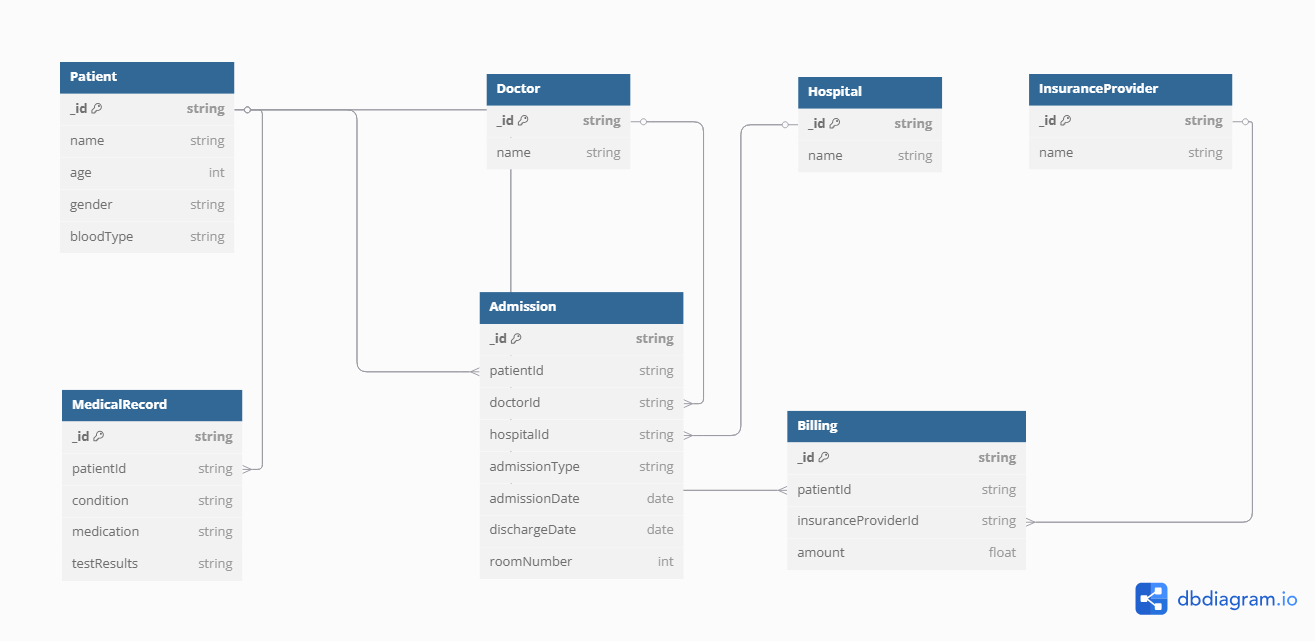 Patient
_id string
name string
age int
gender string
bloodType string
Doctor
_id string
name string
Hospital
_id string
name string
InsuranceProvider
_id string
name string
Admission
_id string
patientId string
doctorId string
hospitalId string
admissionType string
admissionDate date
dischargeDate date
roomNumber int
MedicalRecord
_id string
patientId string
condition string
medication string
testResults string
Billing
_id string
patientId string
insuranceProviderId string
amount float
dbdiagram.io